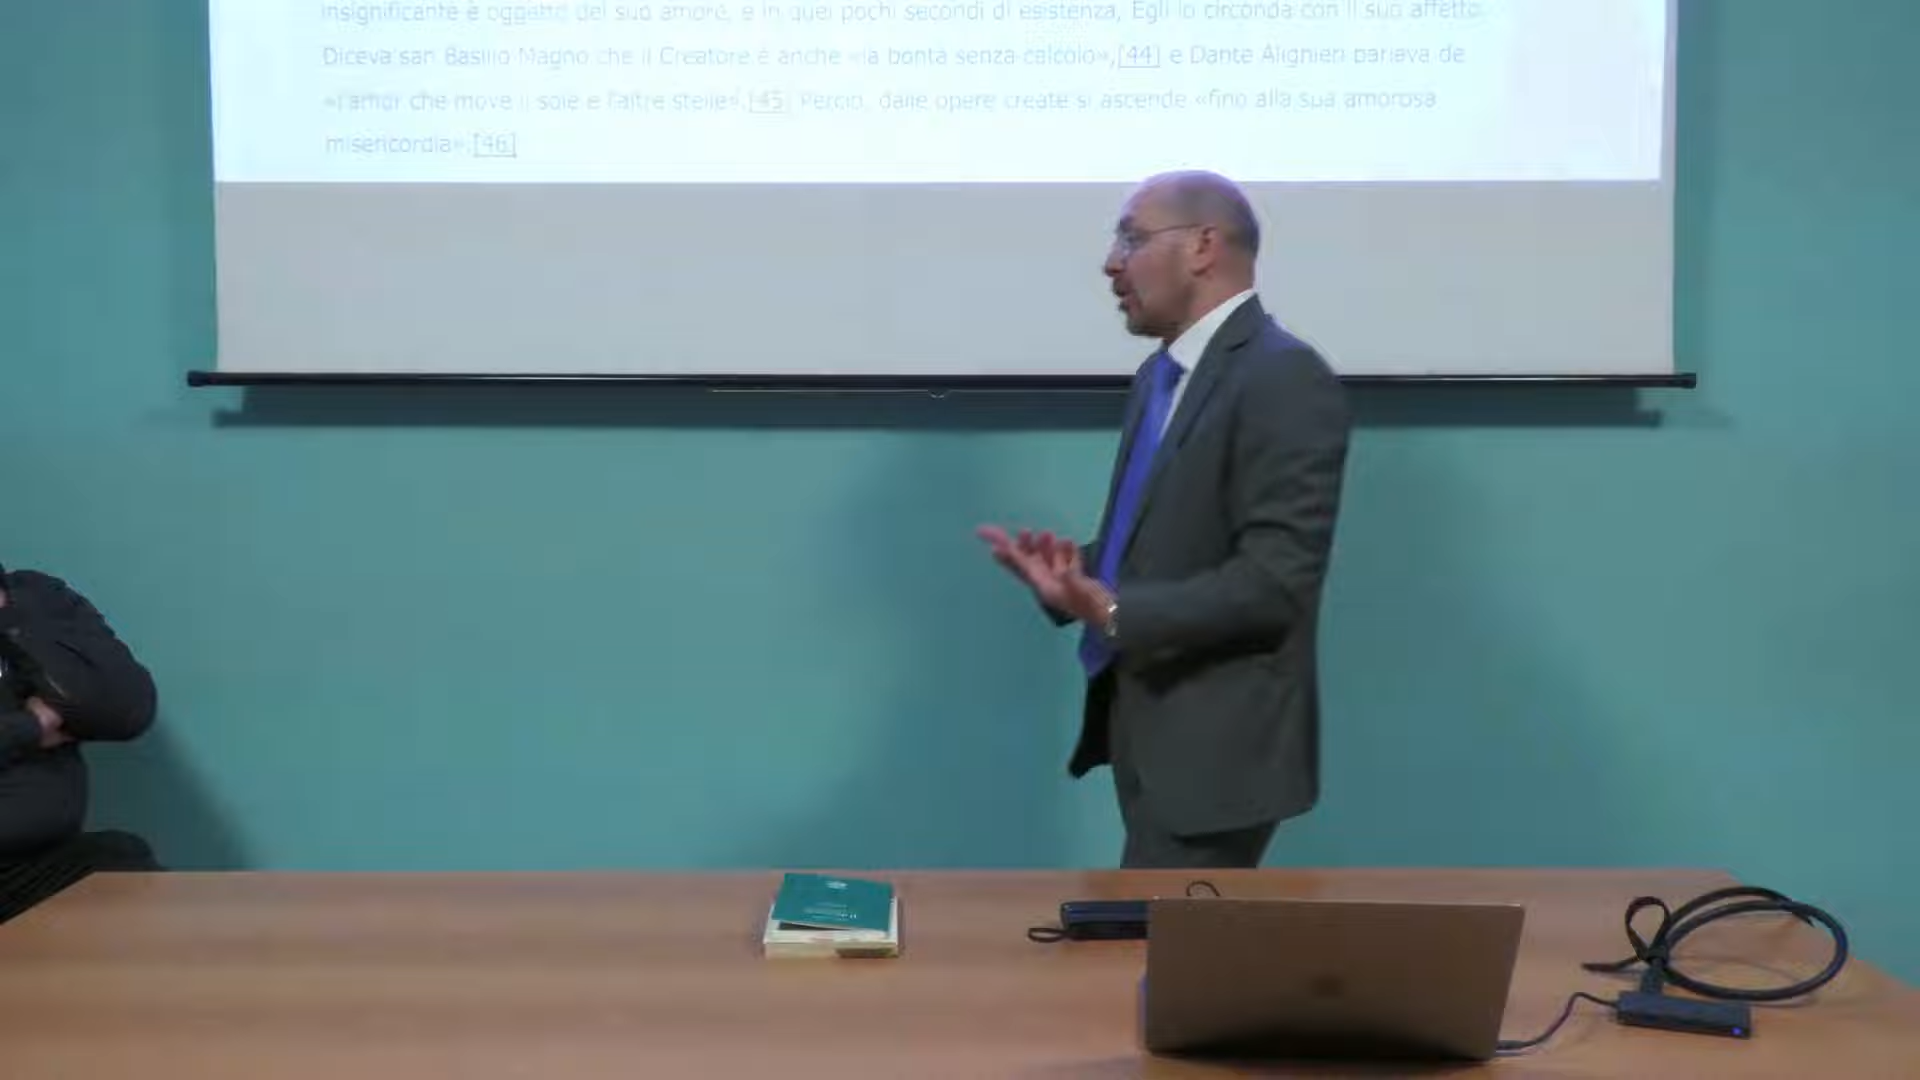 insignificante è oggetto del suo amore, e in quei pochi secondi di esistenza, Egli lo circonda con il suo affetto.
Diceva san Basilio Magno che il Creatore è anche «la bontà senza calcolo»,[44] e Dante Alighieri parlava de
«l'amor che move il sole e l'altre stelle».[45] Perciò, dalle opere create si ascende «fino alla sua amorosa
misericordia».[46]